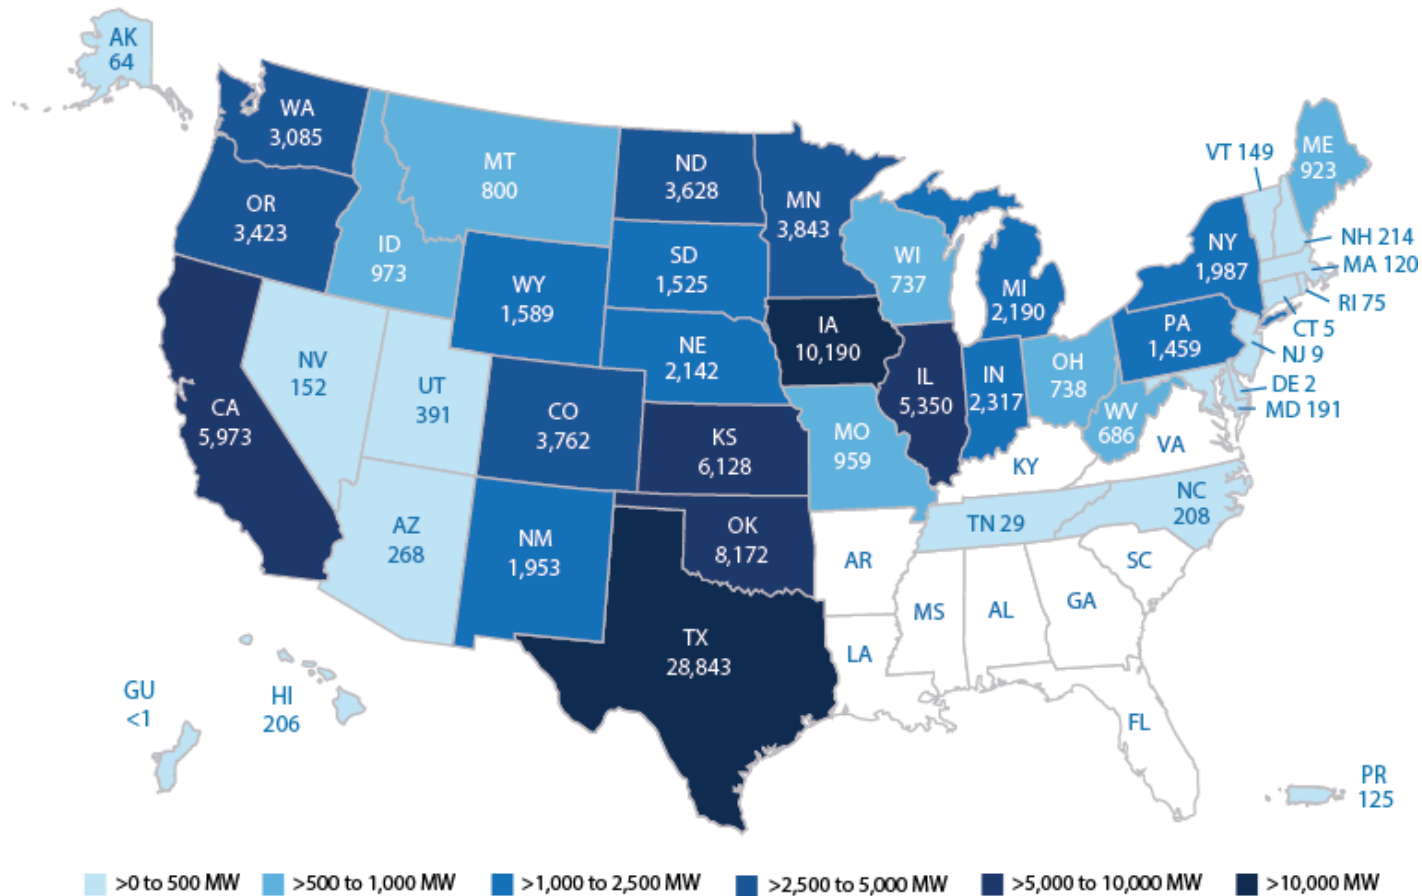 AK
64
WA
3,085
MT
800
ND
3,628
MN
3,843
VT 149
ME
923
OR
3,423
ID
973
WY
1,589
SD
1,525
WI
737
MI
2,190
NY
1,987
NH 214
MA 120
RI 75
CT 5
NJ 9
DE 2
MD 191
PA
1,459
NV
152
UT
391
CO
3,762
NE
2,142
IA
10,190
IL
5,350
IN
2,317
OH
738
WV
686
VA
CA
5,973
KS
6,128
MO
959
KY
AZ
268
NM
1,953
OK
8,172
AR
TN 29
NC
208
SC
MS
AL
GA
TX
28,843
LA
FL
GU
<1
HI
206
PR
125
>0 to 500 MW
>500 to 1,000 MW
>1,000 to 2,500 MW
>2,500 to 5,000 MW
>5,000 to 10,000 MW
>10,000 MW